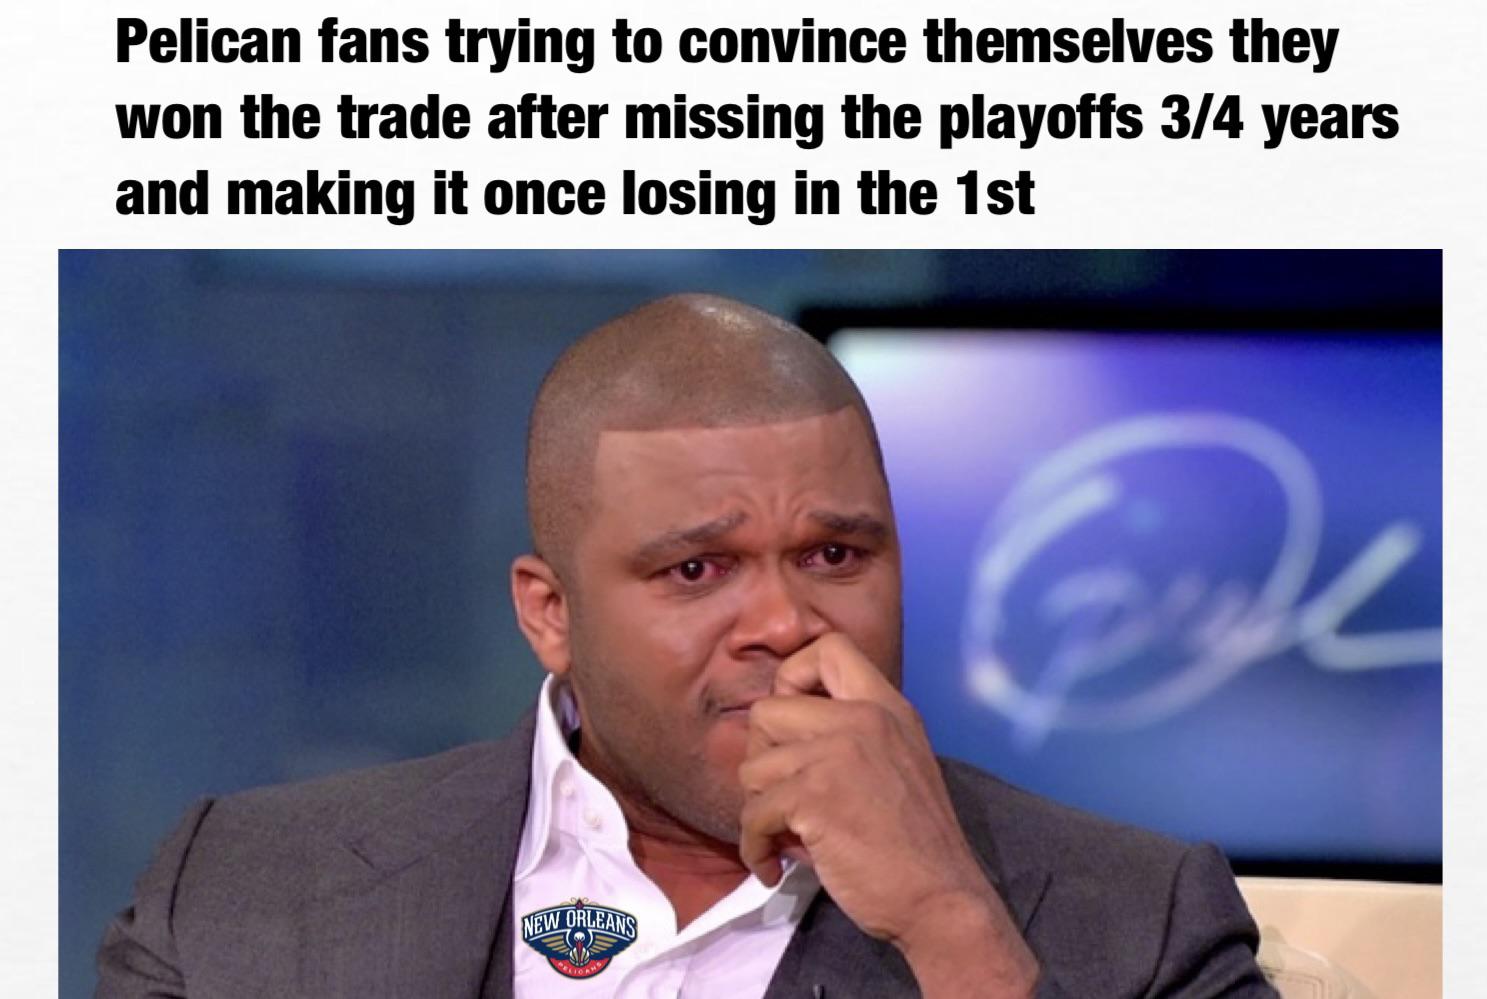 Pelican fans trying to convince themselves they
won the trade after missing the playoffs 3/4 years
and making it once losing in the 1st
NEW ORLEANS
PELICANS